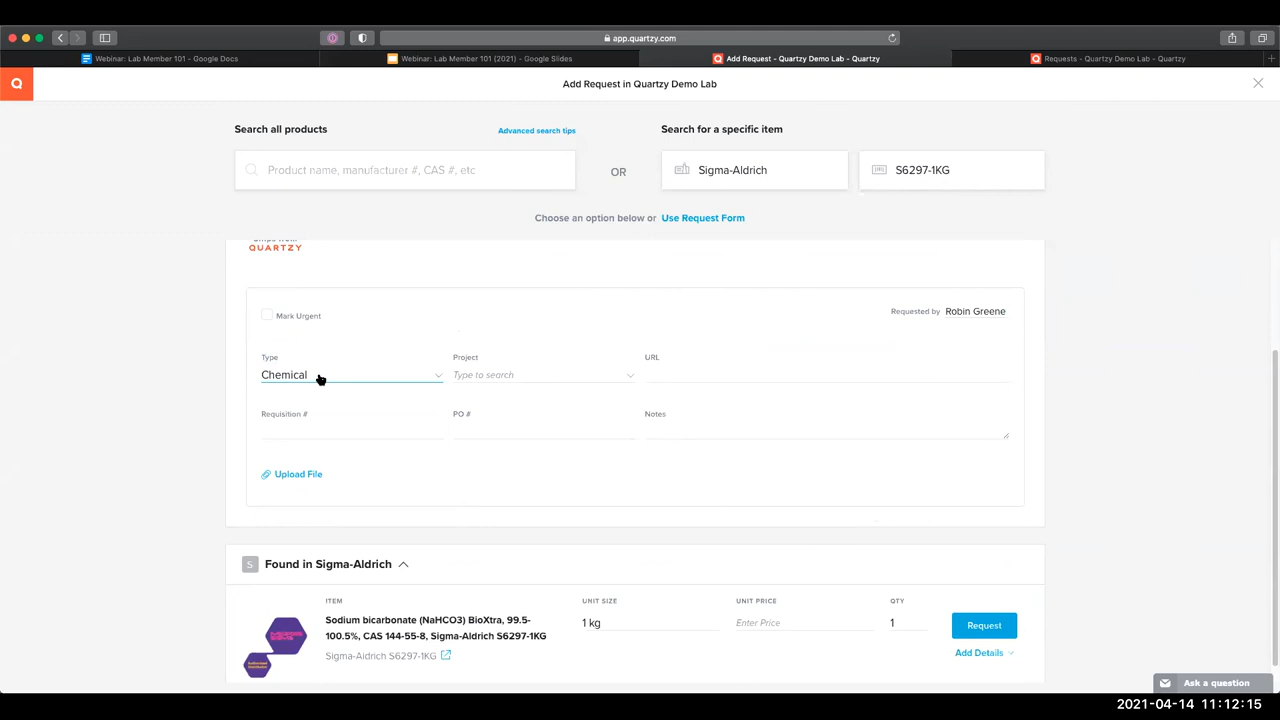 app.quartzy.com
Webinar: Lab Member 101 - Google Docs
Webinar: Lab Member 101 (2021) - Google Slides
Add Request - Quartzy Demo Lab - Quartzy
Requests - Quartzy Demo Lab - Quartzy
Q
Add Request in Quartzy Demo Lab
Search all products
Advanced search tips
Search for a specific item
Product name, manufacturer #, CAS #, etc
OR
Sigma-Aldrich
S6297-1KG
Choose an option below or Use Request Form
QUARTZY
Mark Urgent
Requested by Robin Greene
Type
Project
URL
Chemical
Type to search
Requisition #
PO #
Notes
Upload File
S Found in Sigma-Aldrich
ITEM
UNIT SIZE
UNIT PRICE
QTY
Sodium bicarbonate (NaHCO3) BioXtra, 99.5-
100.5%, CAS 144-55-8, Sigma-Aldrich S6297-1KG
Sigma-Aldrich S6297-1KG
1 kg
Enter Price
1
Request
Add Details
Ask a question
2021-04-14 11:12:15